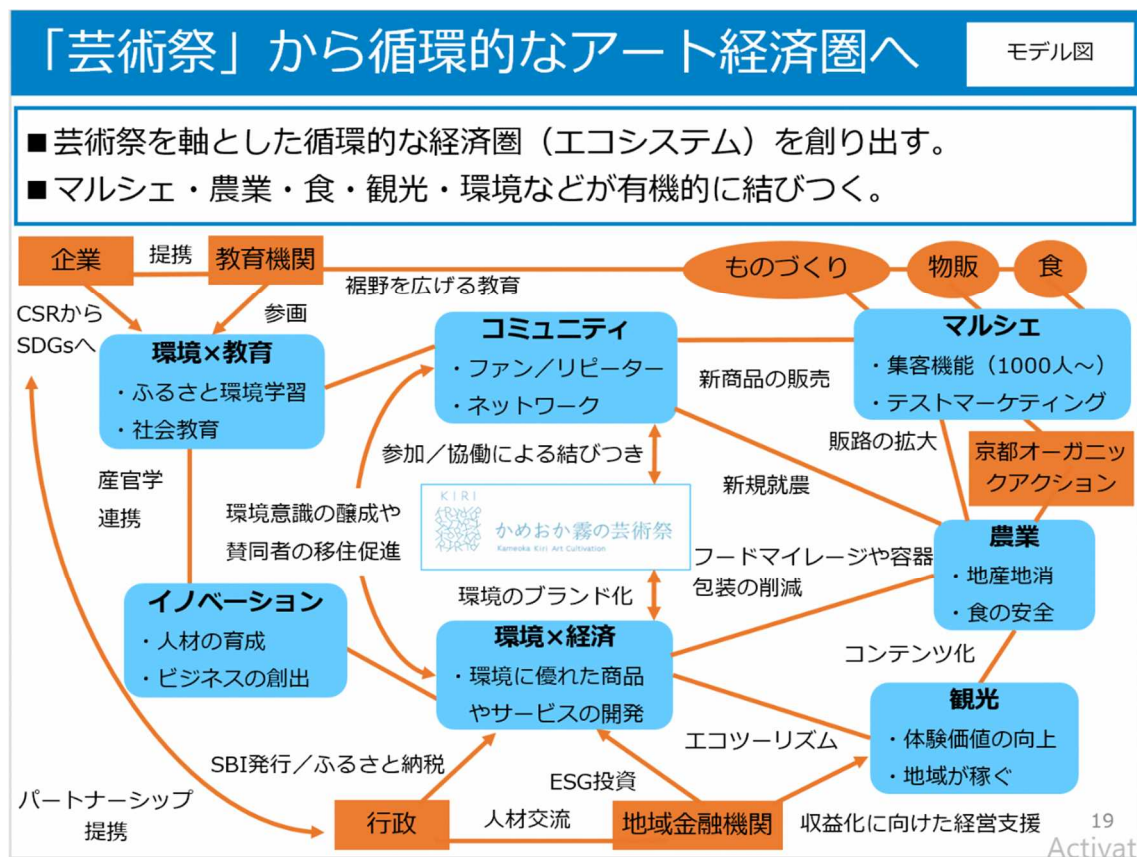 「芸術祭」から循環的なアート経済圏へ
モデル図
■芸術祭を軸とした循環的な経済圏（エコシステム）を創り出す。
■マルシェ・農業・食・観光・環境などが有機的に結びつく。
企業
提携
教育機関
裾野を広げる教育
ものづくり
物販
食
CSRから
SDGsへ
参画
環境×教育
・ふるさと環境学習
・社会教育
コミュニティ
・ファン／リピーター
・ネットワーク
新商品の販売
マルシェ
・集客機能（1000人～）
・テストマーケティング
販路の拡大
京都オーガニッ
クアクション
産官学
連携
参加／協働による結びつき
新規就農
環境意識の醸成や
賛同者の移住促進
KIRI
かめおか霧の芸術祭
Kameoka Kiri Art Cultivation
フードマイレージや容器
包装の削減
農業
・地産地消
・食の安全
環境のブランド化
イノベーション
・人材の育成
・ビジネスの創出
環境×経済
・環境に優れた商品
やサービスの開発
コンテンツ化
観光
・体験価値の向上
・地域が稼ぐ
エコツーリズム
SBI発行／ふるさと納税
ESG投資
パートナーシップ
提携
行政
人材交流
地域金融機関
収益化に向けた経営支援
19
Activat